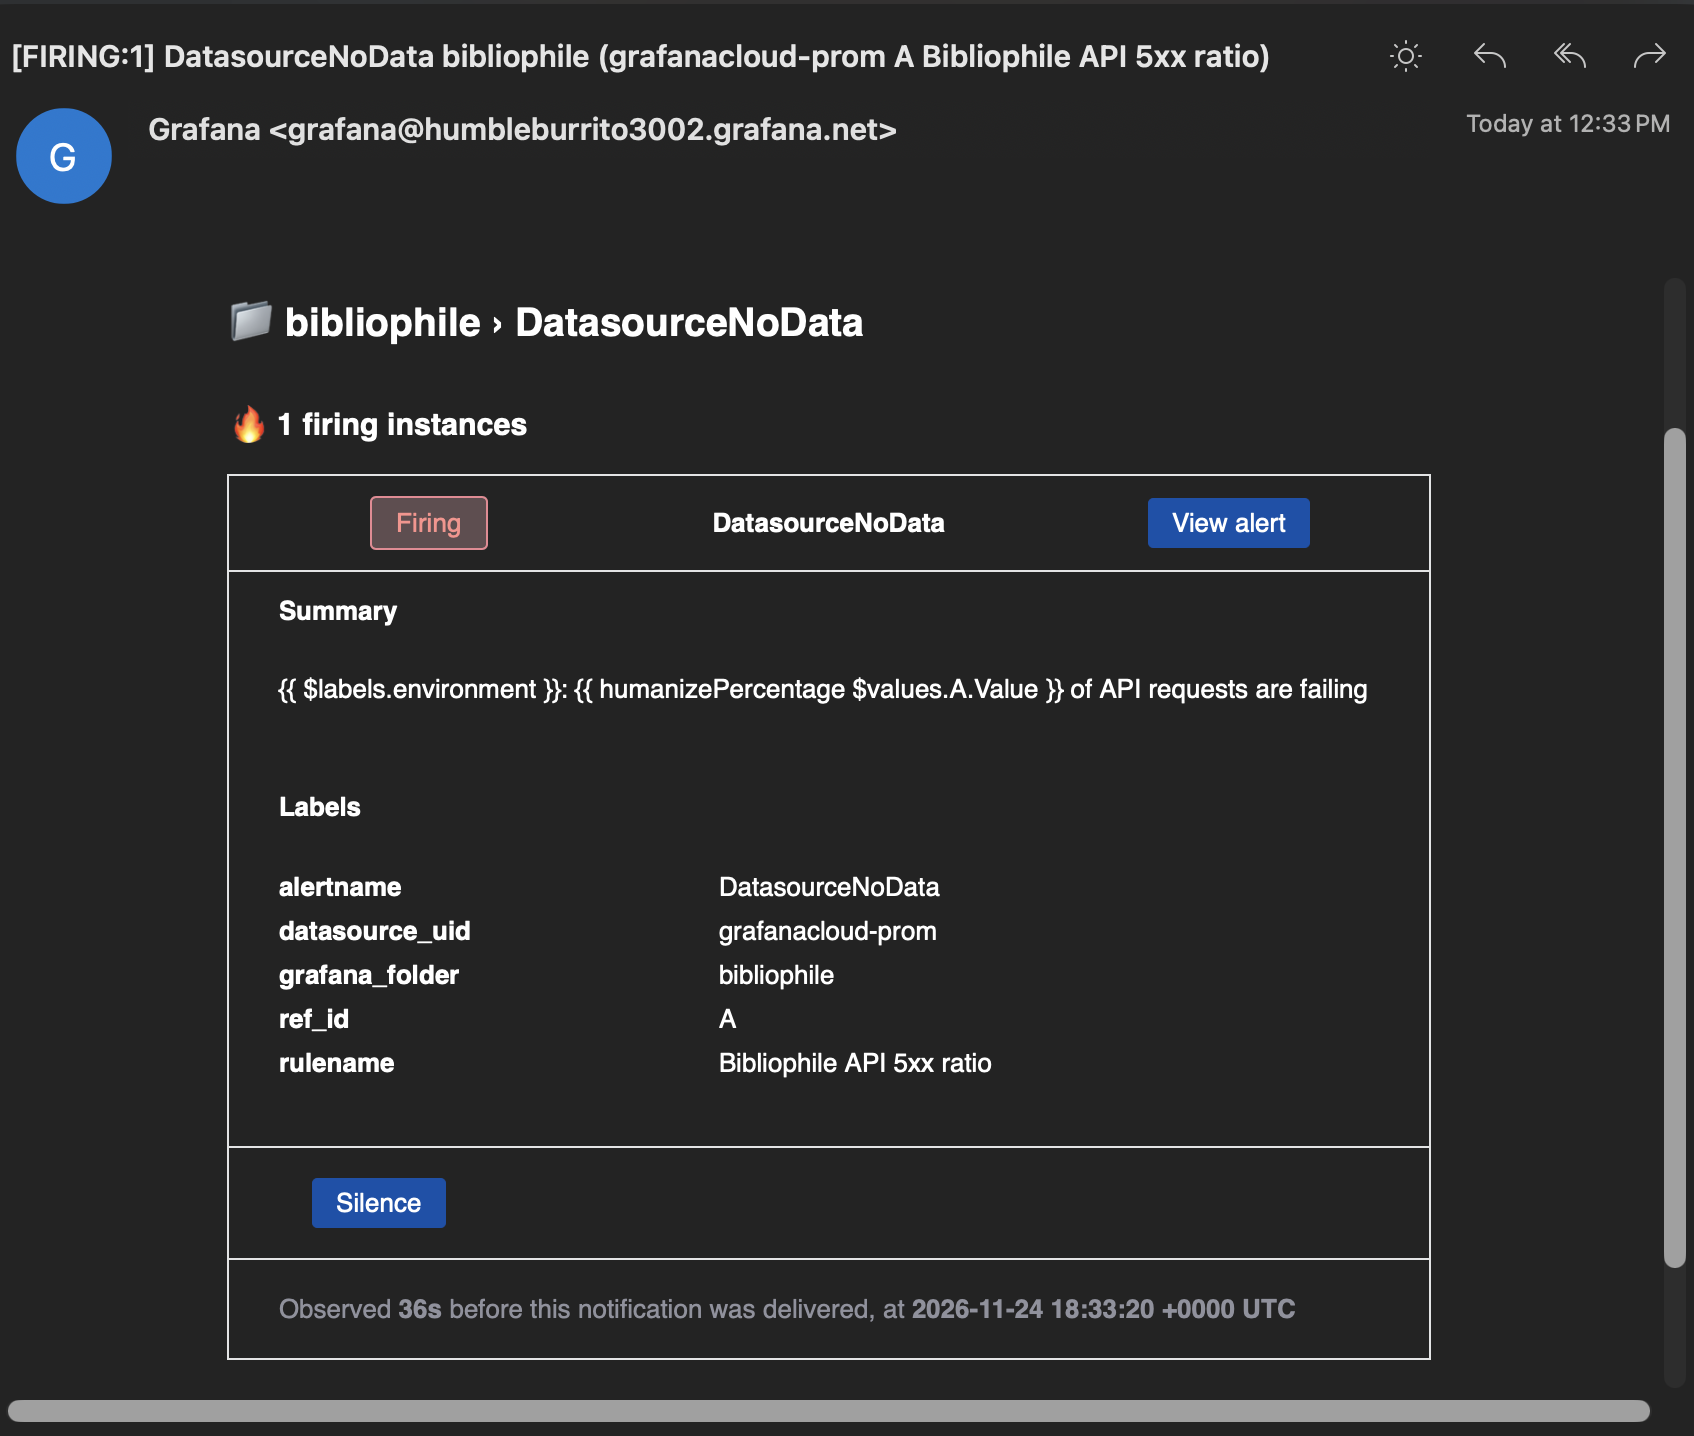 [FIRING:1] DatasourceNoData bibliophile (grafanacloud-prom A Bibliophile API 5xx ratio)
G
Grafana <grafana@humbleburrito3002.grafana.net>
Today at 12:33 PM
bibliophile › DatasourceNoData
1 firing instances
Firing
DatasourceNoData
View alert
Summary
{{ $labels.environment }}: {{ humanizePercentage $values.A.Value }} of API requests are failing
Labels
alertname DatasourceNoData
datasource_uid grafanacloud-prom
grafana_folder bibliophile
ref_id A
rulename Bibliophile API 5xx ratio
Silence
Observed 36s before this notification was delivered, at 2026-11-24 18:33:20 +0000 UTC